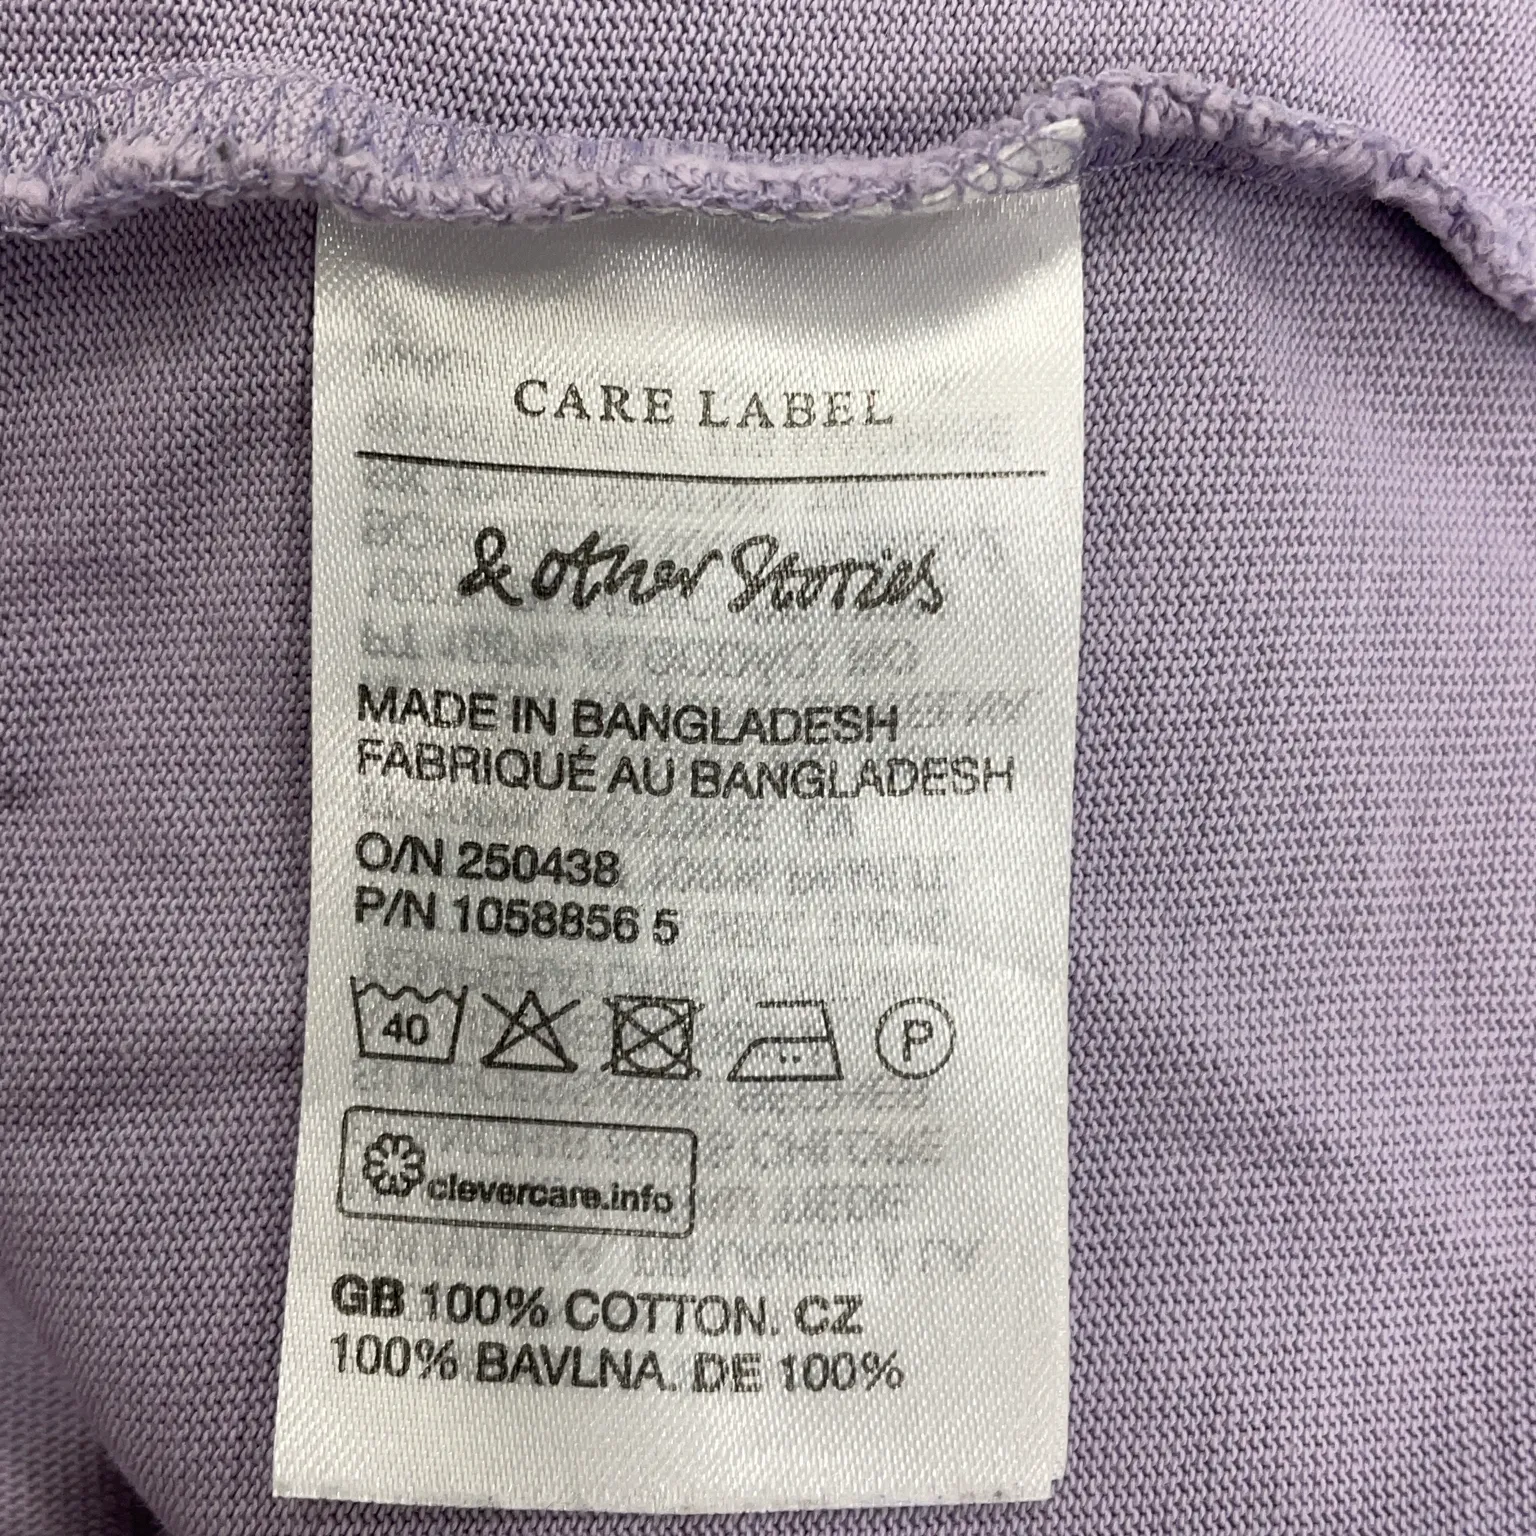 CARE LABEL
& other Stories
MADE IN BANGLADESH
FABRIQUÉ AU BANGLADESH
O/N 250438
P/N 1058856 5
40
P
clevercare.info
GB 100% COTTON. CZ
100% BAVLNA. DE 100%